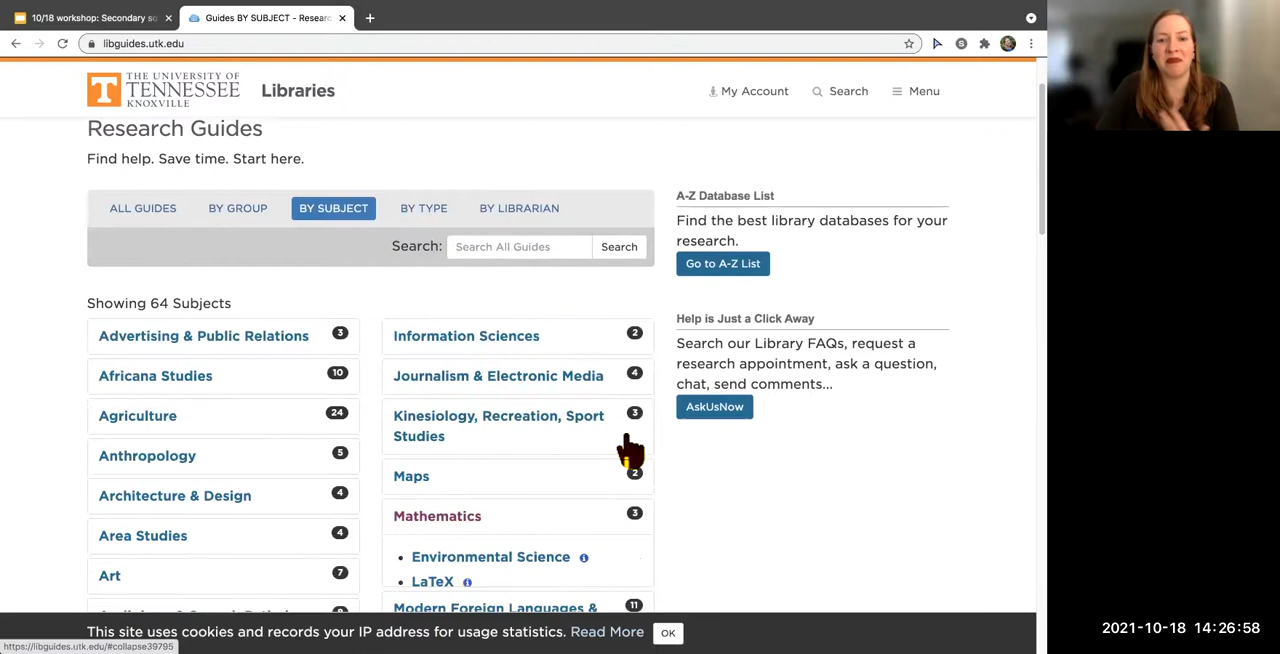 10/18 workshop: Secondary so
Guides BY SUBJECT - Researc
libguides.utk.edu
THE UNIVERSITY OF
TENNESSEE
KNOXVILLE
Libraries
My Account
Search
Menu
Research Guides
Find help. Save time. Start here.
ALL GUIDES
BY GROUP
BY SUBJECT
BY TYPE
BY LIBRARIAN
Search:
Search All Guides
Search
Showing 64 Subjects
Advertising & Public Relations 3
Africana Studies 10
Agriculture 24
Anthropology 5
Architecture & Design 4
Area Studies 4
Art 7
Information Sciences 2
Journalism & Electronic Media 4
Kinesiology, Recreation, Sport 3
Studies
Maps 2
Mathematics 3
Environmental Science
LaTeX
Modern Foreign Languages & 11
A-Z Database List
Find the best library databases for your
research.
Go to A-Z List
Help is Just a Click Away
Search our Library FAQs, request a
research appointment, ask a question,
chat, send comments...
AskUsNow
This site uses cookies and records your IP address for usage statistics. Read More
OK
https://libguides.utk.edu/#collapse39795
2021-10-18 14:26:58